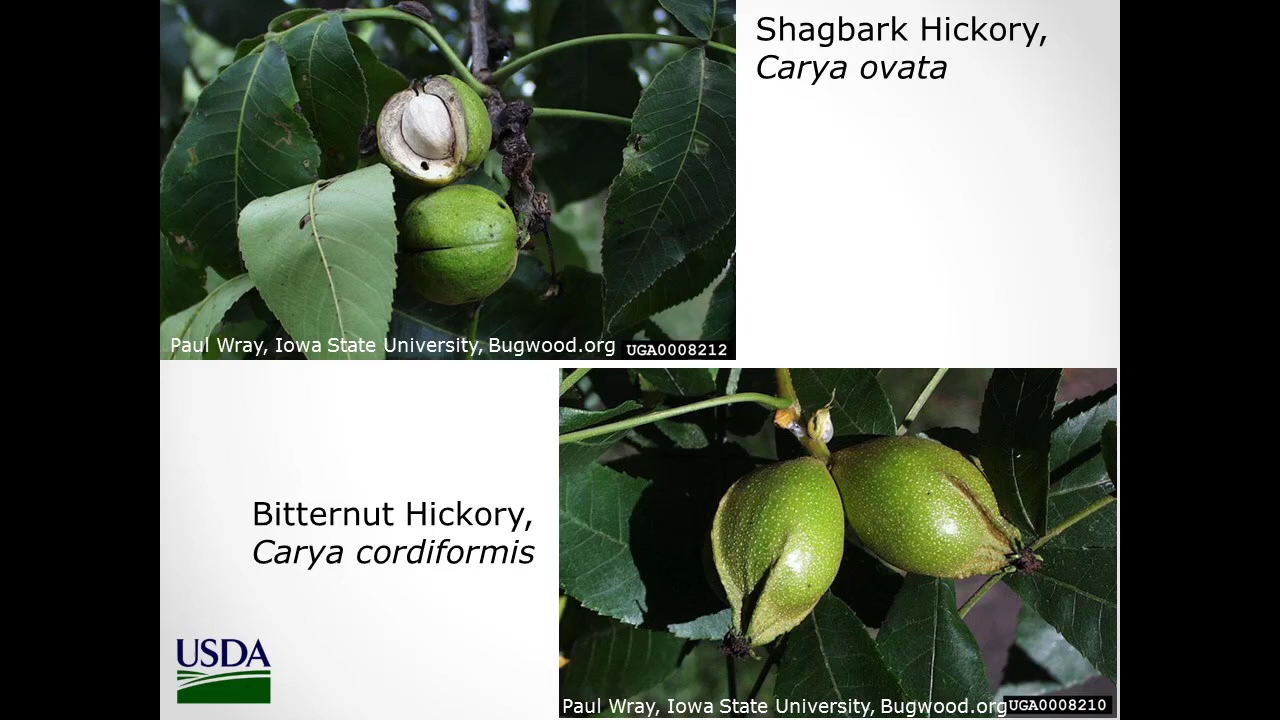 Shagbark Hickory,
Carya ovata
Paul Wray, Iowa State University, Bugwood.org
UGA0008212
Bitternut Hickory,
Carya cordiformis
USDA
Paul Wray, Iowa State University, Bugwood.org
UGA0008210